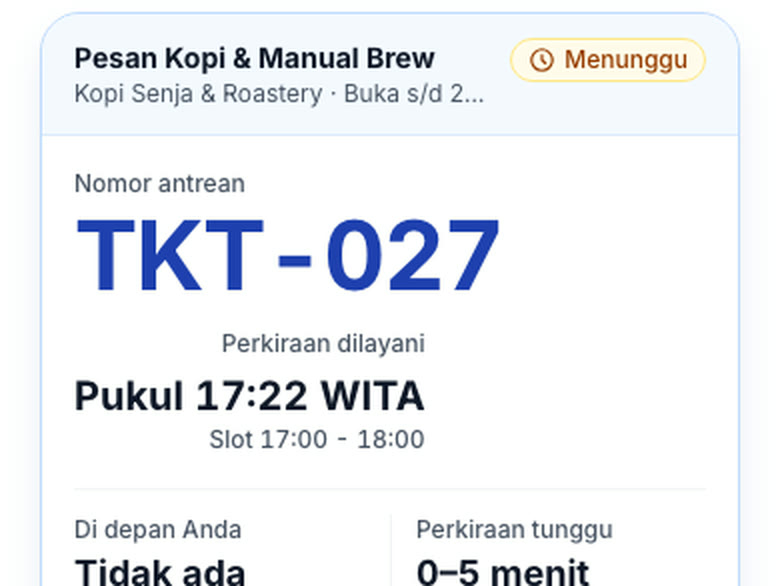 Pesan Kopi & Manual Brew
Menunggu
Kopi Senja & Roastery · Buka s/d 2...
Nomor antrean
TKT-027
Perkiraan dilayani
Pukul 17:22 WITA
Slot 17:00 - 18:00
Di depan Anda
Perkiraan tunggu
Tidak ada
0–5 menit